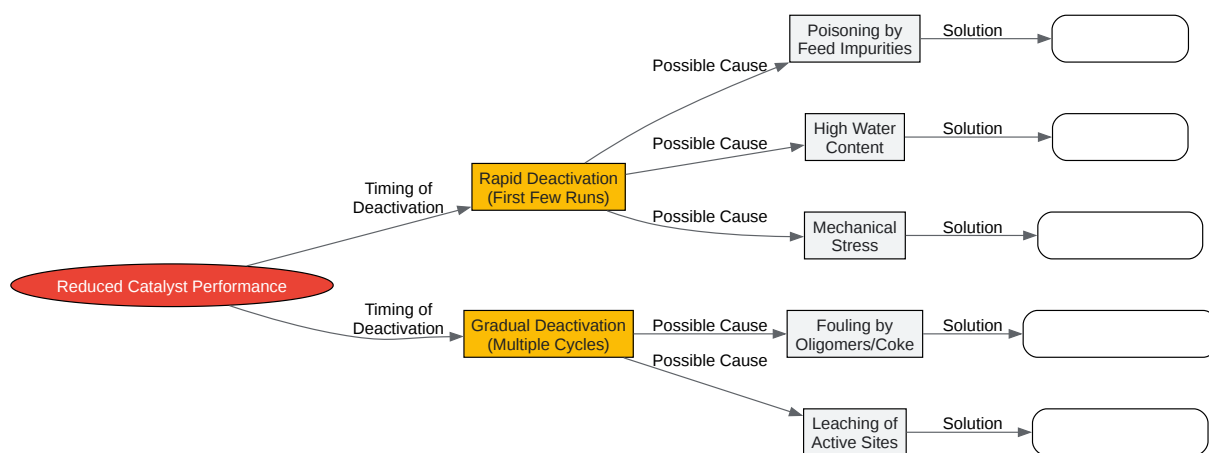 Poisoning by
Feed Impurities
Solution
Possible Cause
High Water
Content
Solution
Possible Cause
Rapid Deactivation
(First Few Runs)
Timing of
Deactivation
Possible Cause
Mechanical
Stress
Solution
Reduced Catalyst Performance
Timing of
Deactivation
Gradual Deactivation
(Multiple Cycles)
Possible Cause
Fouling by
Oligomers/Coke
Solution
Possible Cause
Leaching of
Active Sites
Solution